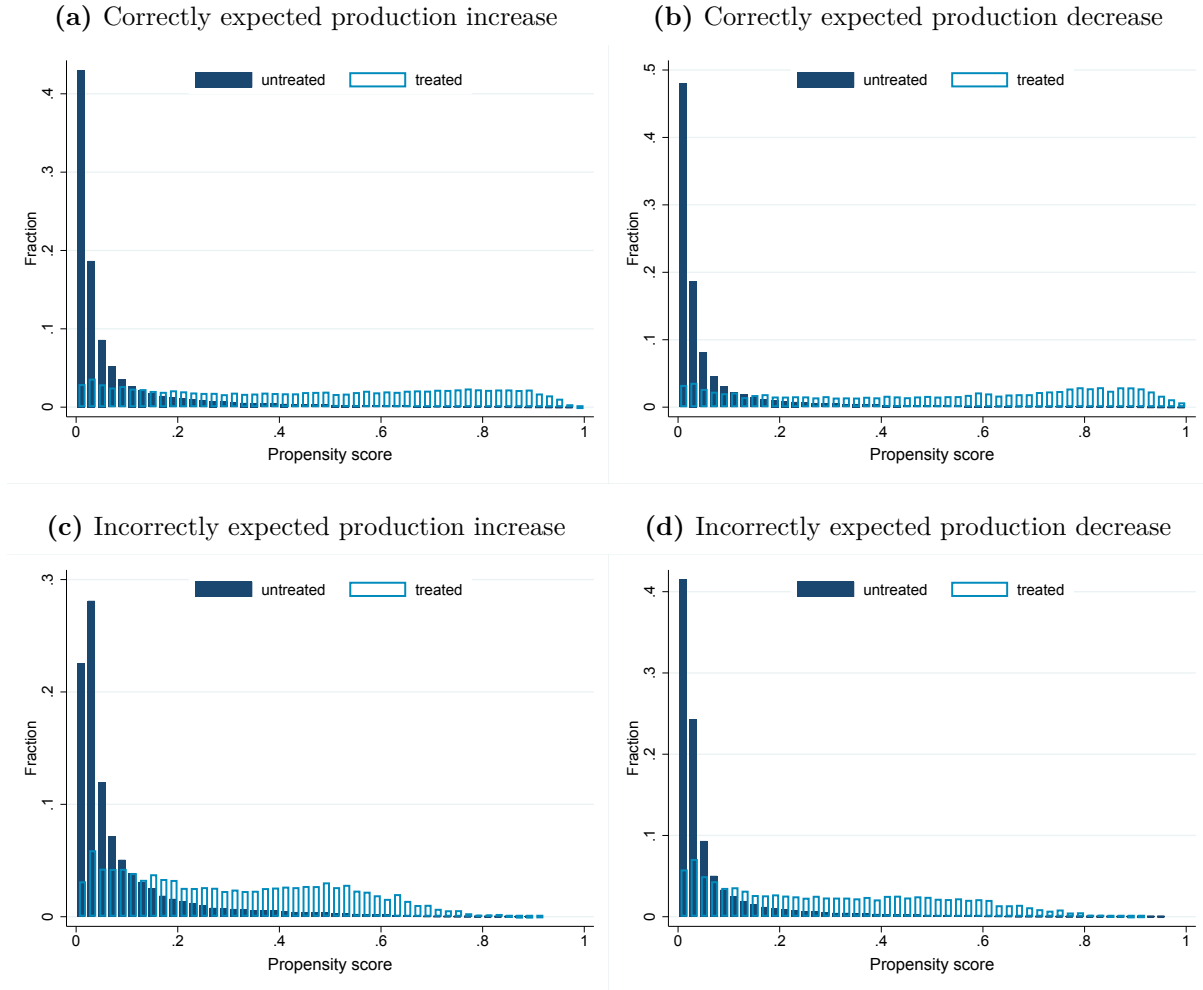 (a) Correctly expected production increase
untreated treated
.4
.3
.2
.1
0
Fraction
0 .2 .4 .6 .8 1
Propensity score
(b) Correctly expected production decrease
untreated treated
.5
.4
.3
.2
.1
0
Fraction
0 .2 .4 .6 .8 1
Propensity score
(c) Incorrectly expected production increase
untreated treated
.3
.2
.1
0
Fraction
0 .2 .4 .6 .8 1
Propensity score
(d) Incorrectly expected production decrease
untreated treated
.4
.3
.2
.1
0
Fraction
0 .2 .4 .6 .8 1
Propensity score